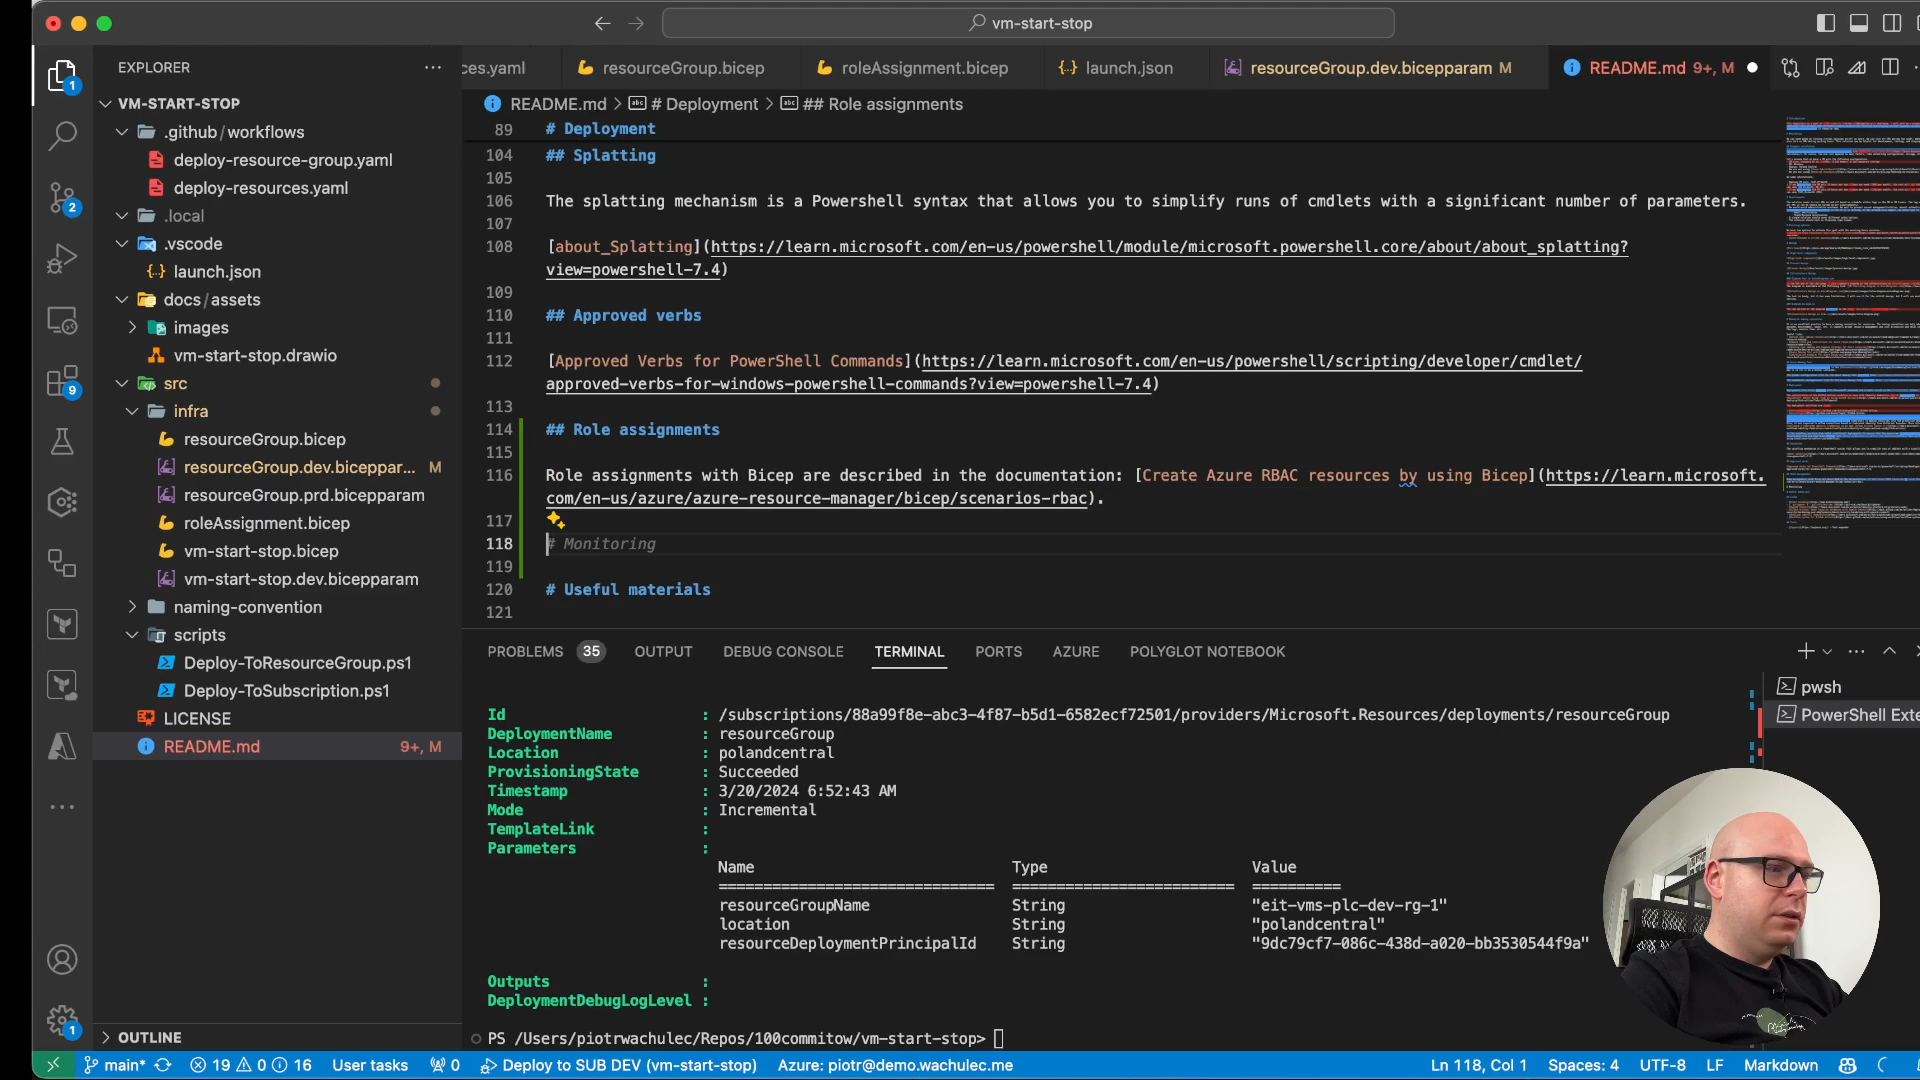 vm-start-stop
EXPLORER
ces.yaml
resourceGroup.bicep
roleAssignment.bicep
launch.json
resourceGroup.dev.bicepparam M
README.md 9+, M
VM-START-STOP
.github/workflows
deploy-resource-group.yaml
deploy-resources.yaml
.local
.vscode
launch.json
docs/assets
images
vm-start-stop.drawio
src
infra
resourceGroup.bicep
resourceGroup.dev.biceppar... M
resourceGroup.prd.bicepparam
roleAssignment.bicep
vm-start-stop.bicep
vm-start-stop.dev.bicepparam
naming-convention
scripts
Deploy-ToResourceGroup.ps1
Deploy-ToSubscription.ps1
LICENSE
README.md 9+, M
OUTLINE
1
2
9
1
README.md > # Deployment > ## Role assignments
89 # Deployment
104 ## Splatting
105
106 The splatting mechanism is a Powershell syntax that allows you to simplify runs of cmdlets with a significant number of parameters.
107
108 [about_Splatting](https://learn.microsoft.com/en-us/powershell/module/microsoft.powershell.core/about/about_splatting?
view=powershell-7.4)
109
110 ## Approved verbs
111
112 [Approved Verbs for PowerShell Commands](https://learn.microsoft.com/en-us/powershell/scripting/developer/cmdlet/
approved-verbs-for-windows-powershell-commands?view=powershell-7.4)
113
114 ## Role assignments
115
116 Role assignments with Bicep are described in the documentation: [Create Azure RBAC resources by using Bicep](https://learn.microsoft.
com/en-us/azure/azure-resource-manager/bicep/scenarios-rbac).
117
118 # Monitoring
119
120 # Useful materials
121
PROBLEMS 35 OUTPUT DEBUG CONSOLE TERMINAL PORTS AZURE POLYGLOT NOTEBOOK
pwsh
PowerShell Exte
Id : /subscriptions/88a99f8e-abc3-4f87-b5d1-6582ecf72501/providers/Microsoft.Resources/deployments/resourceGroup
DeploymentName : resourceGroup
Location : polandcentral
ProvisioningState : Succeeded
Timestamp : 3/20/2024 6:52:43 AM
Mode : Incremental
TemplateLink :
Parameters :
Name Type Value
=============================== ========================= ==========
resourceGroupName String "eit-vms-plc-dev-rg-1"
location String "polandcentral"
resourceDeploymentPrincipalId String "9dc79cf7-086c-438d-a020-bb3530544f9a"
Outputs :
DeploymentDebugLogLevel :
PS /Users/piotrwachulec/Repos/100commitow/vm-start-stop>
main* 19 0 16 User tasks 0 Deploy to SUB DEV (vm-start-stop) Azure: piotr@demo.wachulec.me Ln 118, Col 1 Spaces: 4 UTF-8 LF Markdown